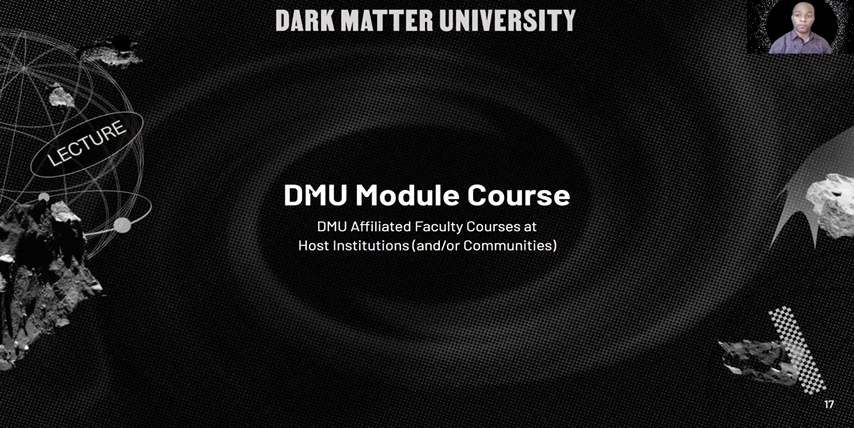 DARK MATTER UNIVERSITY
LECTURE
DMU Module Course
DMU Affiliated Faculty Courses at
Host Institutions (and/or Communities)
17